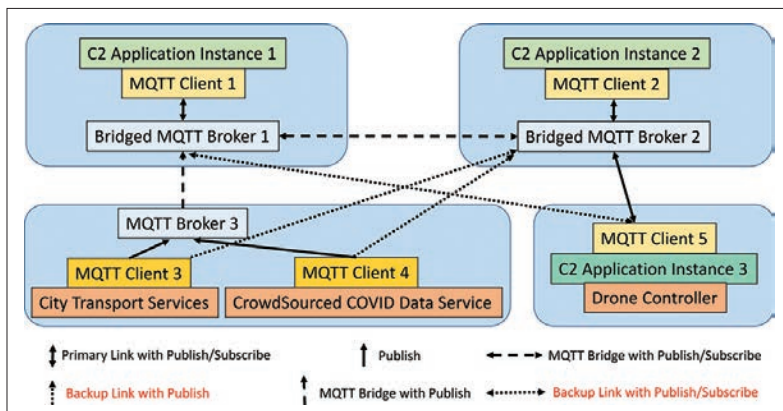 C2 Application Instance 1
MQTT Client 1
Bridged MQTT Broker 1
C2 Application Instance 2
MQTT Client 2
Bridged MQTT Broker 2
MQTT Broker 3
MQTT Client 3
City Transport Services
MQTT Client 4
CrowdSourced COVID Data Service
MQTT Client 5
C2 Application Instance 3
Drone Controller
Primary Link with Publish/Subscribe
Publish
MQTT Bridge with Publish/Subscribe
Backup Link with Publish
MQTT Bridge with Publish
Backup Link with Publish/Subscribe